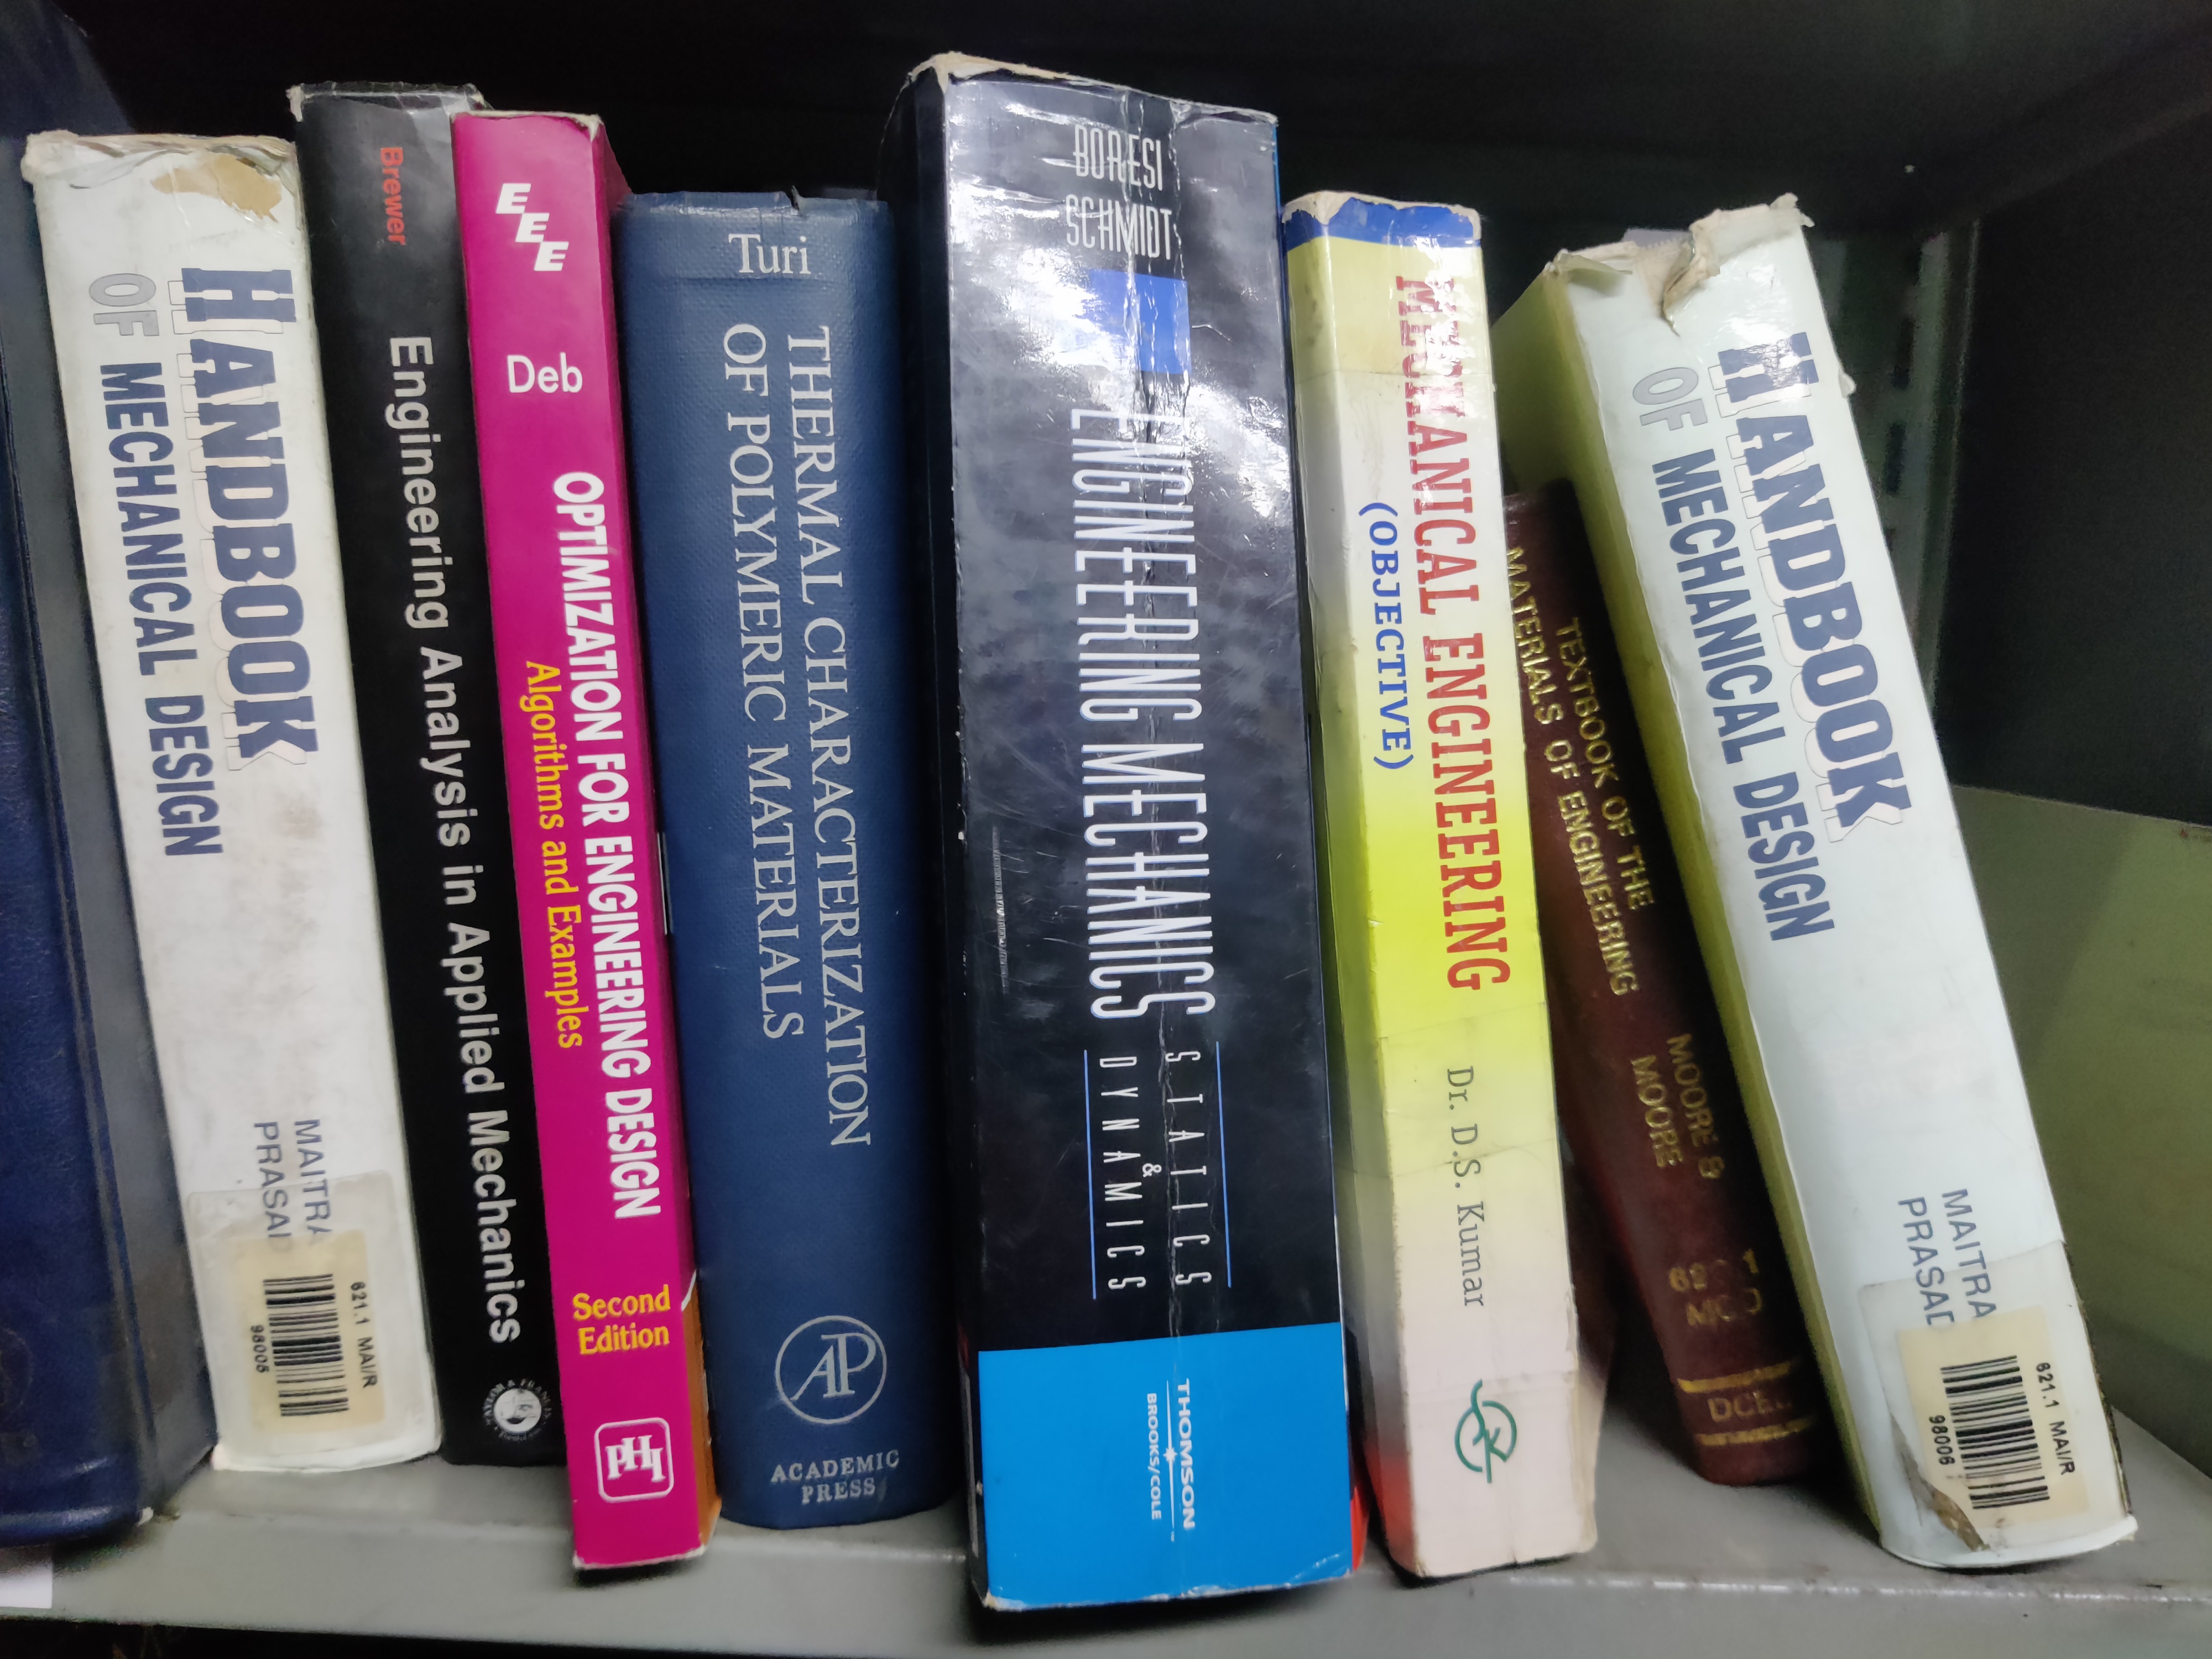 HANDBOOK
OF MECHANICAL DESIGN
MAITRA
PRASAD
621.1 MAI/R
98005
Brewer
Engineering Analysis in Applied Mechanics
EEE
Deb
OPTIMIZATION FOR ENGINEERING DESIGN
Algorithms and Examples
Second
Edition
PHI
Turi
THERMAL CHARACTERIZATION
OF POLYMERIC MATERIALS
AP
ACADEMIC
PRESS
BORESI
SCHMIDT
ENGINEERING MECHANICS
STATICS
&
DYNAMICS
THOMSON
BROOKS/COLE
MECHANICAL ENGINEERING
(OBJECTIVE)
Dr. D.S. Kumar
TEXTBOOK OF THE
MATERIALS OF ENGINEERING
MOORE &
MOORE
HANDBOOK
OF MECHANICAL DESIGN
MAITRA
PRASAD
621.1 MAI/R
98006